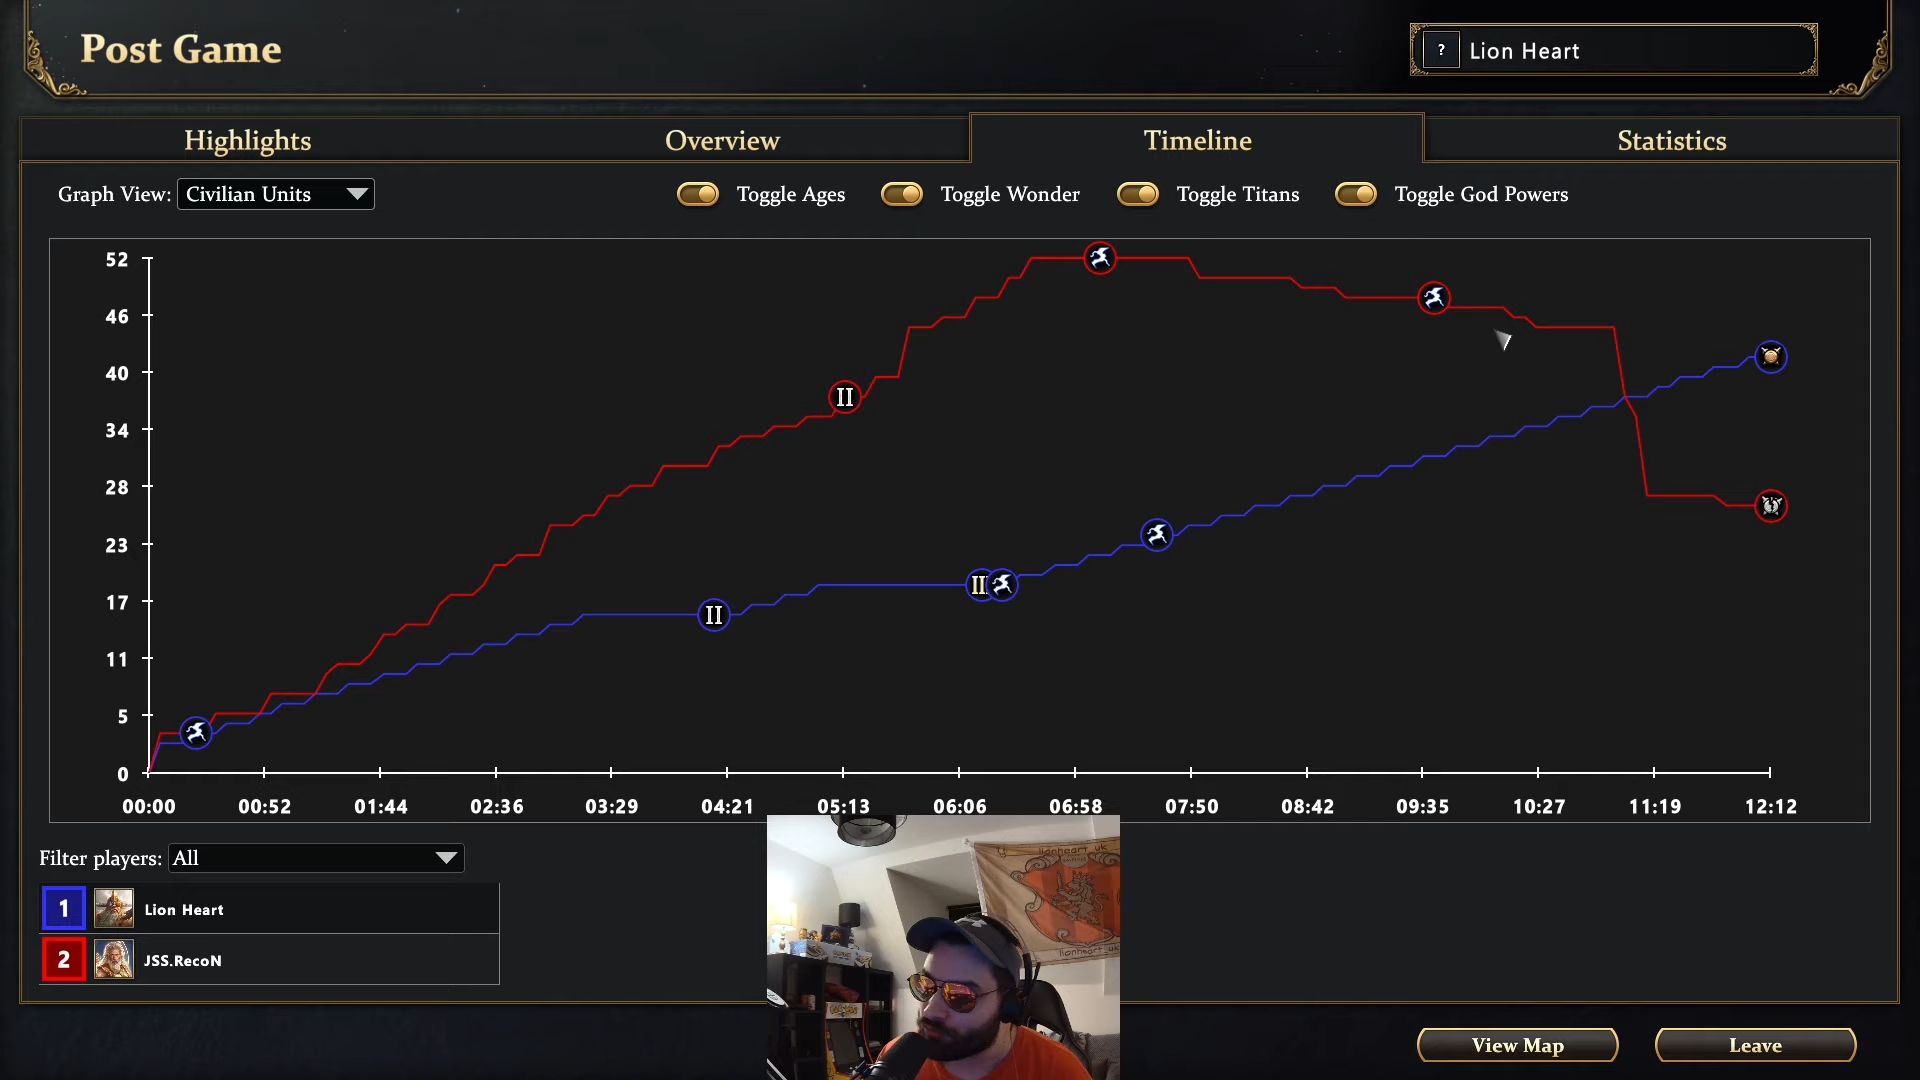 Post Game
? Lion Heart
Highlights
Overview
Timeline
Statistics
Graph View: Civilian Units
Toggle Ages
Toggle Wonder
Toggle Titans
Toggle God Powers
52
46
40
34
28
23
17
11
5
0
II
II
III
00:00 00:52 01:44 02:36 03:29 04:21 05:13 06:06 06:58 07:50 08:42 09:35 10:27 11:19 12:12
Filter players: All
1 Lion Heart
2 JSS.RecoN
lionheart_uk
lionheart_uk
View Map
Leave